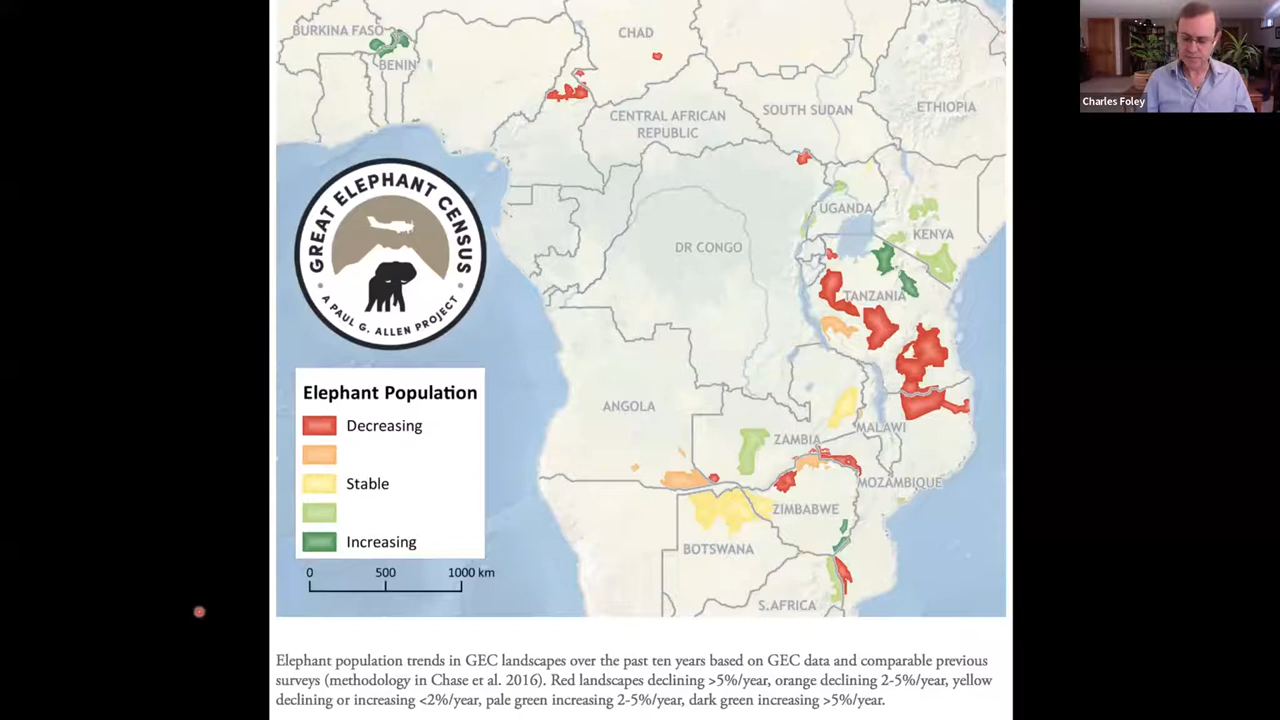 BURKINA FASO
CHAD
BENIN
CENTRAL AFRICAN
REPUBLIC
SOUTH SUDAN
ETHIOPIA
Charles Foley
GREAT ELEPHANT CENSUS
• A PAUL G. ALLEN PROJECT •
UGANDA
KENYA
DR CONGO
TANZANIA
ANGOLA
ZAMBIA
MALAWI
MOZAMBIQUE
ZIMBABWE
BOTSWANA
S.AFRICA
Elephant Population
Decreasing
Stable
Increasing
0 500 1000 km
Elephant population trends in GEC landscapes over the past ten years based on GEC data and comparable previous
surveys (methodology in Chase et al. 2016). Red landscapes declining >5%/year, orange declining 2-5%/year, yellow
declining or increasing <2%/year, pale green increasing 2-5%/year, dark green increasing >5%/year.